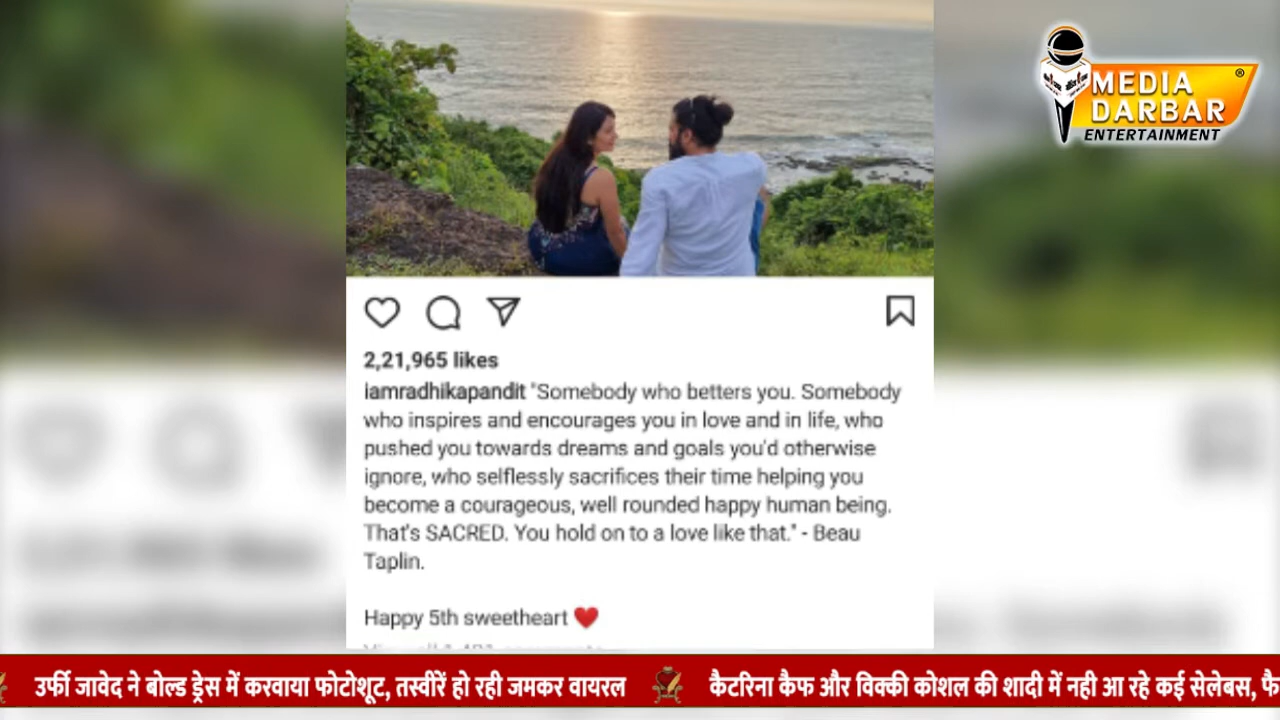 MEDIA
DARBAR
ENTERTAINMENT
2,21,965 likes
iamradhikapandit "Somebody who betters you. Somebody
who inspires and encourages you in love and in life, who
pushed you towards dreams and goals you'd otherwise
ignore, who selflessly sacrifices their time helping you
become a courageous, well rounded happy human being.
That's SACRED. You hold on to a love like that." - Beau
Taplin.
Happy 5th sweetheart ❤️
उर्फी जावेद ने बोल्ड ड्रेस में करवाया फोटोशूट, तस्वीरें हो रही जमकर वायरल
कैटरिना कैफ और विक्की कौशल की शादी में नही आ रहे कई सेलेबस, फै